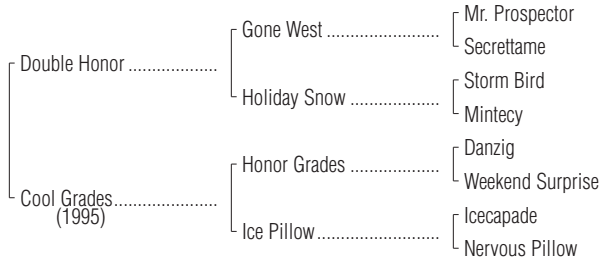 Mr. Prospector
Gone West ........................
Secrettame
Double Honor ...................
Storm Bird
Holiday Snow ...................
Mintecy
Danzig
Honor Grades ...................
Weekend Surprise
Cool Grades......................
(1995)
Icecapade
Ice Pillow..........................
Nervous Pillow